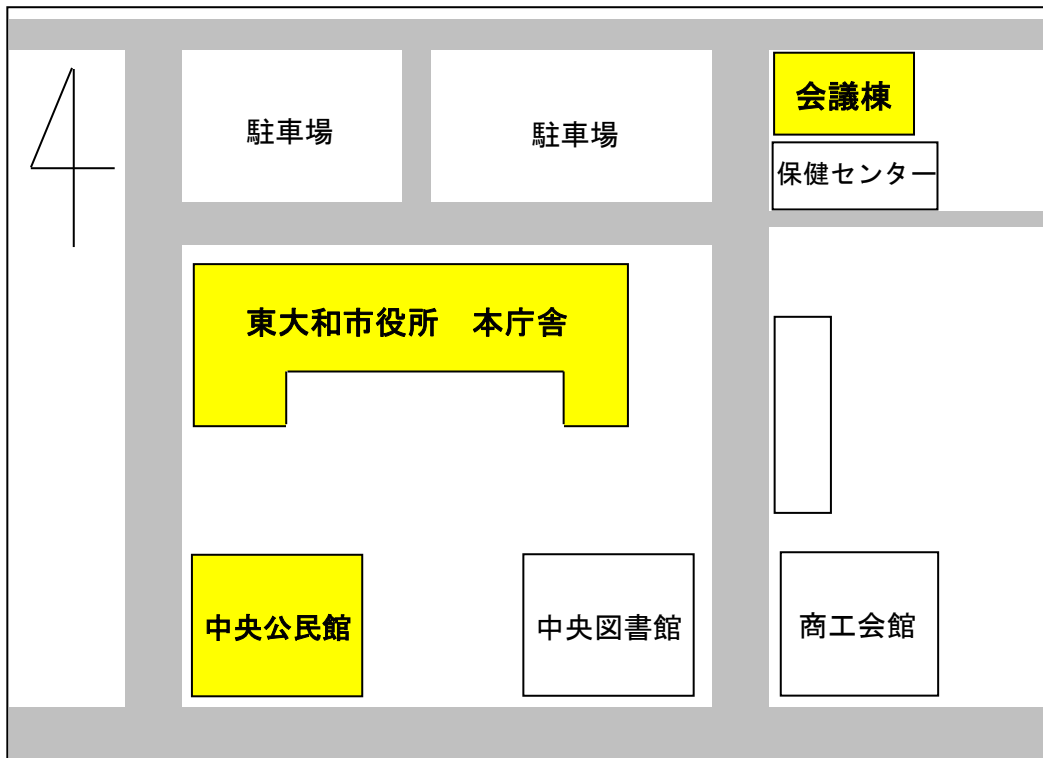 駐車場
駐車場
会議棟
保健センター
東大和市役所　本庁舎
中央公民館
中央図書館
商工会館